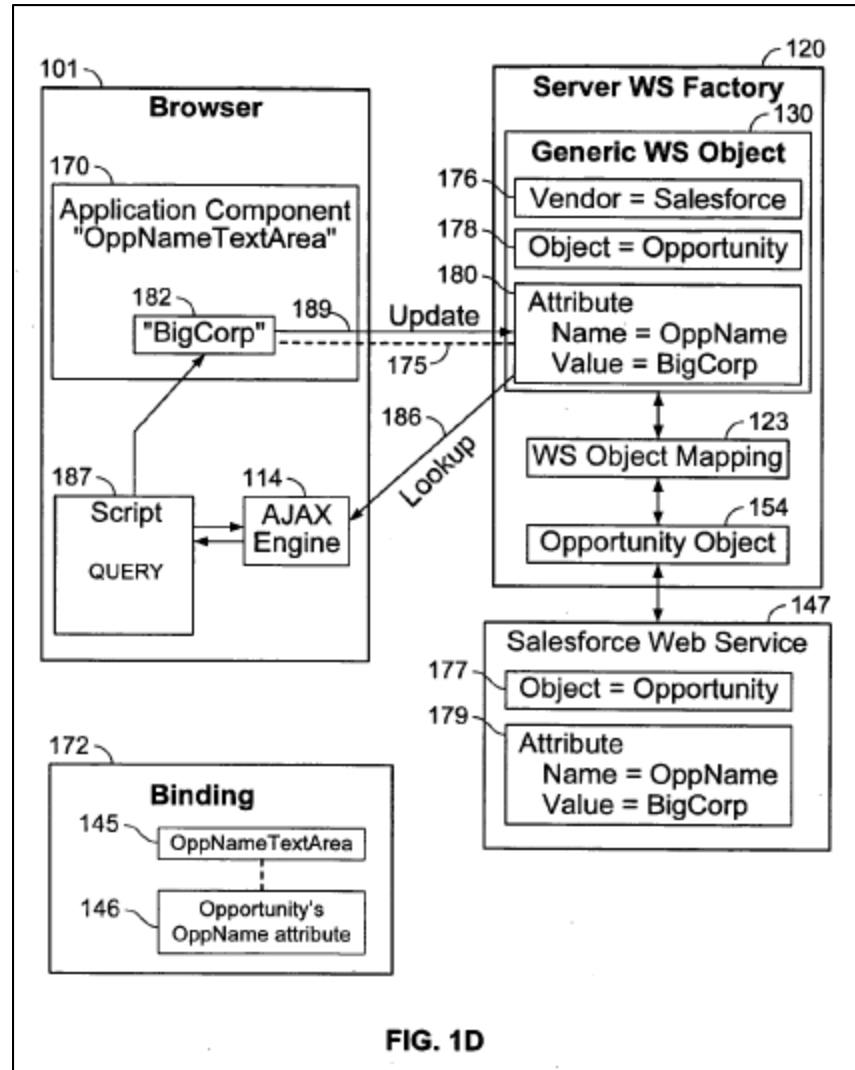 101
Browser
170
Application Component
"OppNameTextArea"
182
"BigCorp"
189
Update
175
186
Lookup
187
Script
QUERY
114
AJAX
Engine
120
Server WS Factory
130
Generic WS Object
176
Vendor = Salesforce
178
Object = Opportunity
180
Attribute
Name = OppName
Value = BigCorp
123
WS Object Mapping
154
Opportunity Object
147
Salesforce Web Service
177
Object = Opportunity
179
Attribute
Name = OppName
Value = BigCorp
172
Binding
145
OppNameTextArea
146
Opportunity's
OppName attribute
FIG. 1D